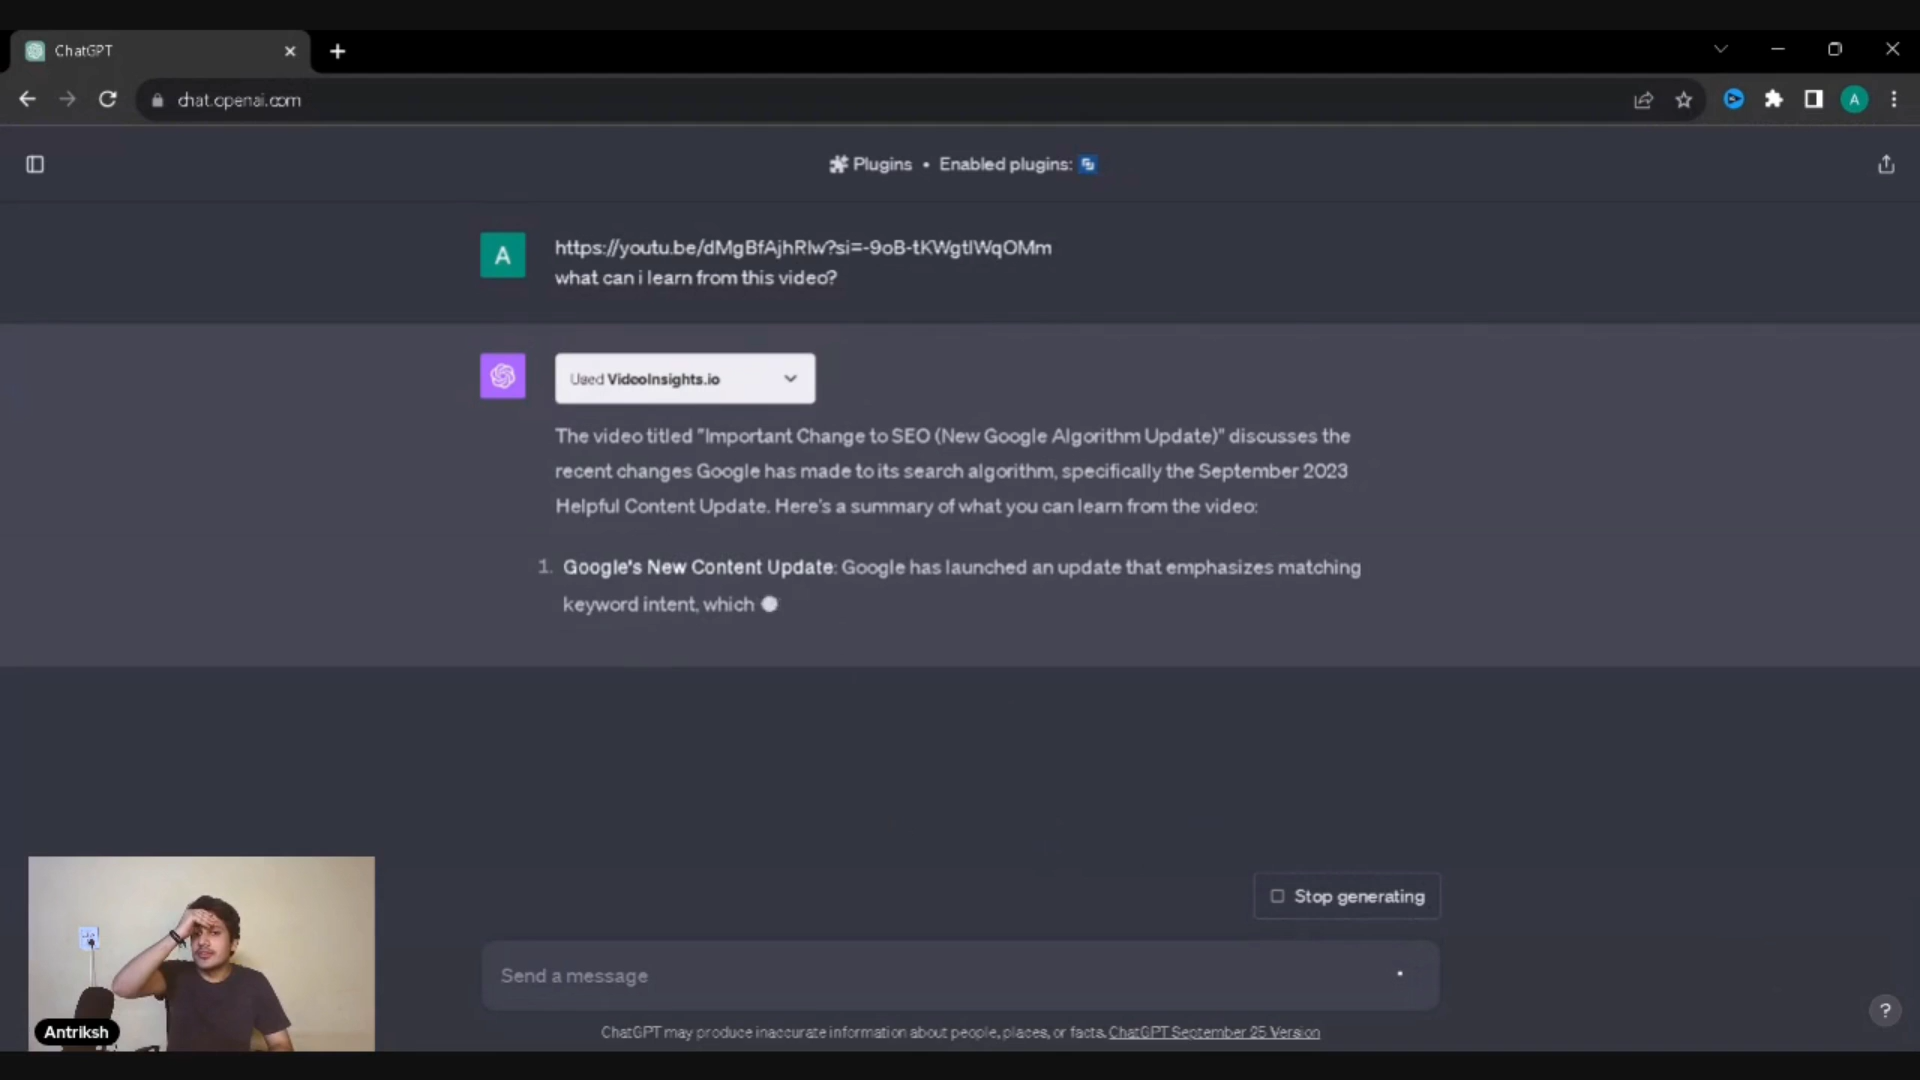 ChatGPT
chat.openai.com
A
Plugins • Enabled plugins:
A
https://youtu.be/dMgBfAjhRlw?si=-9oB-tKWgtlWqOMm
what can i learn from this video?
Used VideoInsights.io
The video titled "Important Change to SEO (New Google Algorithm Update)" discusses the
recent changes Google has made to its search algorithm, specifically the September 2023
Helpful Content Update. Here's a summary of what you can learn from the video:
1. Google's New Content Update: Google has launched an update that emphasizes matching
keyword intent, which
Stop generating
Send a message
ChatGPT may produce inaccurate information about people, places, or facts. ChatGPT September 25 Version
?
Antriksh